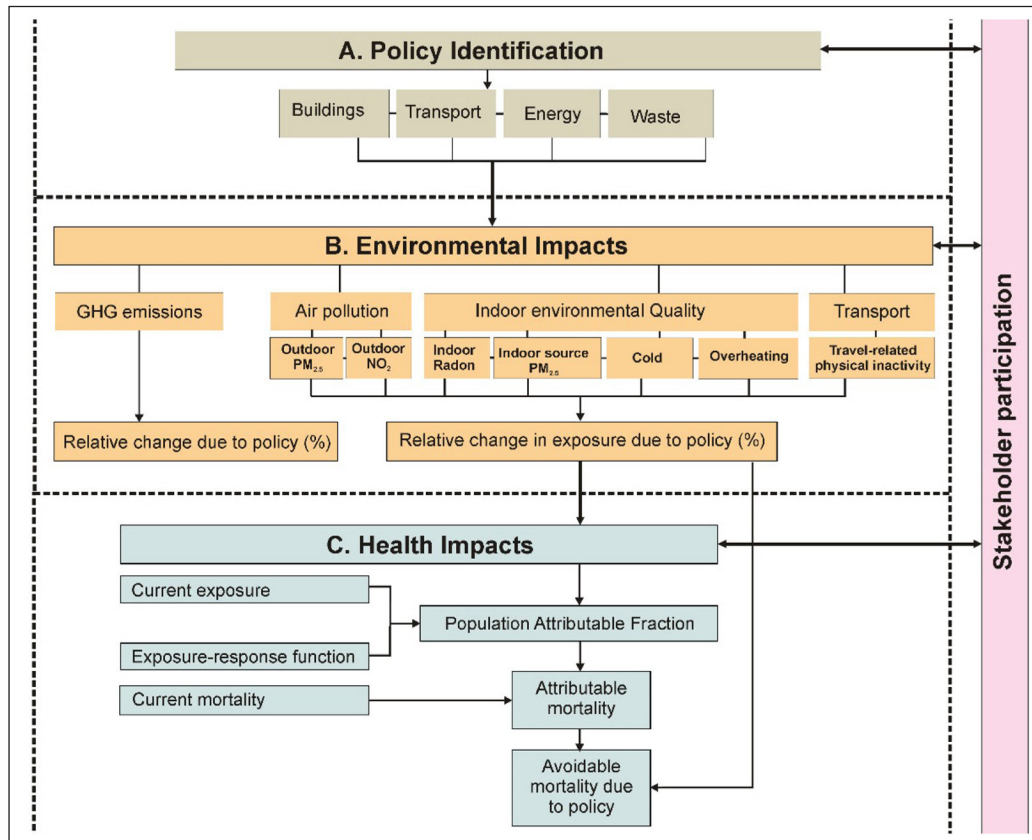 A. Policy Identification
Buildings
Transport
Energy
Waste
B. Environmental Impacts
GHG emissions
Air pollution
Indoor environmental Quality
Transport
Outdoor
PM₂.₅
Outdoor
NO₂
Indoor
Radon
Indoor source
PM₂.₅
Cold
Overheating
Travel-related
physical inactivity
Relative change due to policy (%)
Relative change in exposure due to policy (%)
C. Health Impacts
Current exposure
Population Attributable Fraction
Exposure-response function
Current mortality
Attributable
mortality
Avoidable
mortality due
to policy
Stakeholder participation